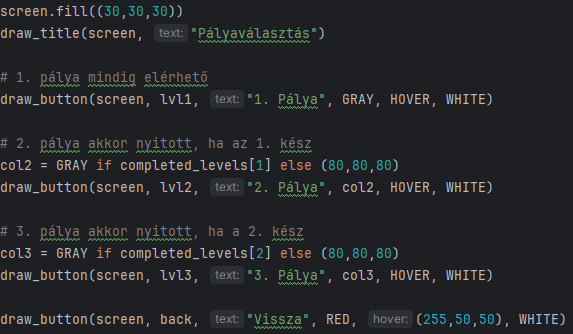 screen.fill((30,30,30))
draw_title(screen, text: "Pályaválasztás")
# 1. pálya mindig elérhető
draw_button(screen, lvl1, text: "1. Pálya", GRAY, HOVER, WHITE)
# 2. pálya akkor nyitott, ha az 1. kész
col2 = GRAY if completed_levels[1] else (80,80,80)
draw_button(screen, lvl2, text: "2. Pálya", col2, HOVER, WHITE)
# 3. pálya akkor nyitott, ha a 2. kész
col3 = GRAY if completed_levels[2] else (80,80,80)
draw_button(screen, lvl3, text: "3. Pálya", col3, HOVER, WHITE)
draw_button(screen, back, text: "Vissza", RED, hover: (255,50,50), WHITE)